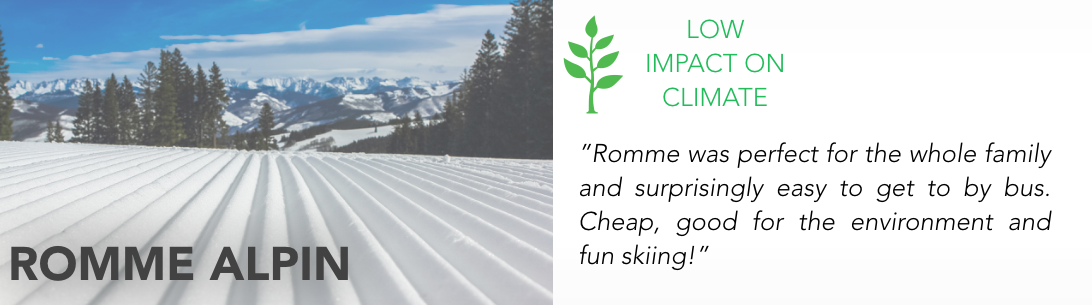 ROMME ALPIN
LOW
IMPACT ON
CLIMATE
”Romme was perfect for the whole family
and surprisingly easy to get to by bus.
Cheap, good for the environment and
fun skiing!”